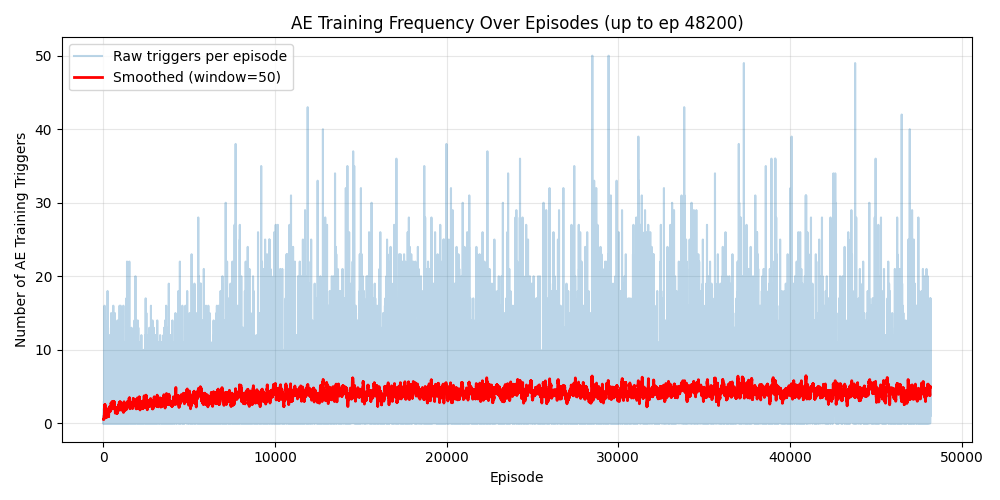 AE Training Frequency Over Episodes (up to ep 48200)
Raw triggers per episode
Smoothed (window=50)
Number of AE Training Triggers
50
40
30
20
10
0
0 10000 20000 30000 40000 50000
Episode